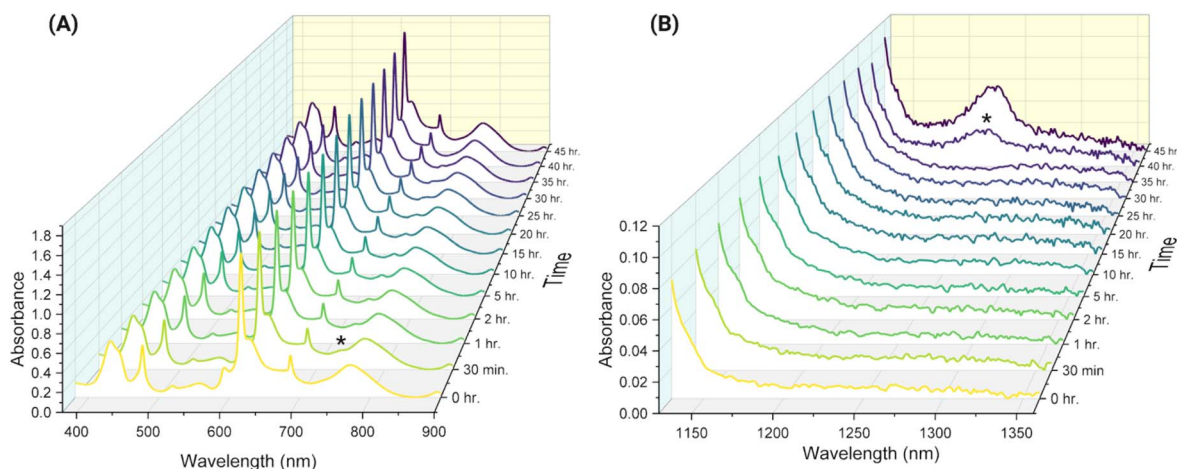 (A)
Absorbance
1.8
1.6
1.4
1.2
1.0
0.8
0.6
0.4
0.2
0.0
400 500 600 700 800 900
Wavelength (nm)
*
45 hr.
40 hr.
35 hr.
30 hr.
25 hr.
20 hr.
15 hr.
10 hr.
5 hr.
2 hr.
1 hr.
30 min.
0 hr.
Time
(B)
Absorbance
0.12
0.10
0.08
0.06
0.04
0.02
0.00
1150 1200 1250 1300 1350
Wavelength (nm)
*
45 hr.
40 hr.
35 hr.
30 hr.
25 hr.
20 hr.
15 hr.
10 hr.
5 hr.
2 hr.
1 hr.
30 min
0 hr.
Time